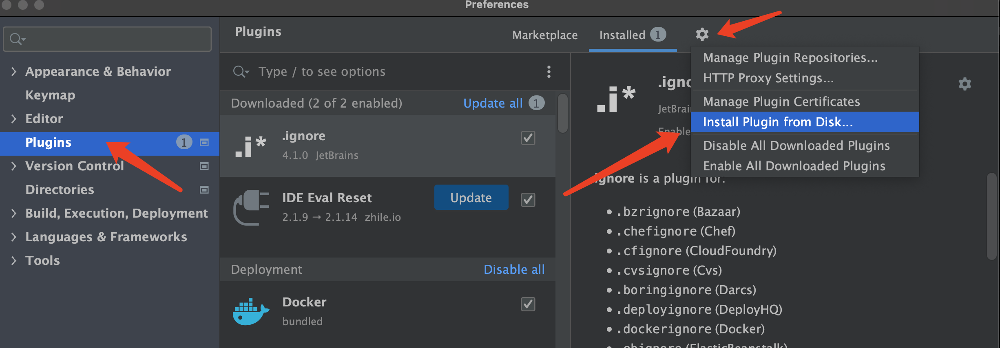 Preferences
Appearance & Behavior
Keymap
Editor
Plugins 1
Version Control
Directories
Build, Execution, Deployment
Languages & Frameworks
Tools
Plugins
Marketplace
Installed 1
Type / to see options
Downloaded (2 of 2 enabled)
Update all 1
.i*
.ignore
4.1.0 JetBrains
IDE Eval Reset
2.1.9 → 2.1.14 zhile.io
Update
Deployment
Disable all
Docker
bundled
Manage Plugin Repositories...
HTTP Proxy Settings...
Manage Plugin Certificates
Install Plugin from Disk...
Disable All Downloaded Plugins
Enable All Downloaded Plugins
.i*
.igno
JetBrai
Enable
ignore is a plugin for:
• .bzrignore (Bazaar)
• .chefignore (Chef)
• .cfignore (CloudFoundry)
• .cvsignore (Cvs)
• .boringignore (Darcs)
• .deployignore (DeployHQ)
• .dockerignore (Docker)
• .ebignore (ElasticBeanstalk)